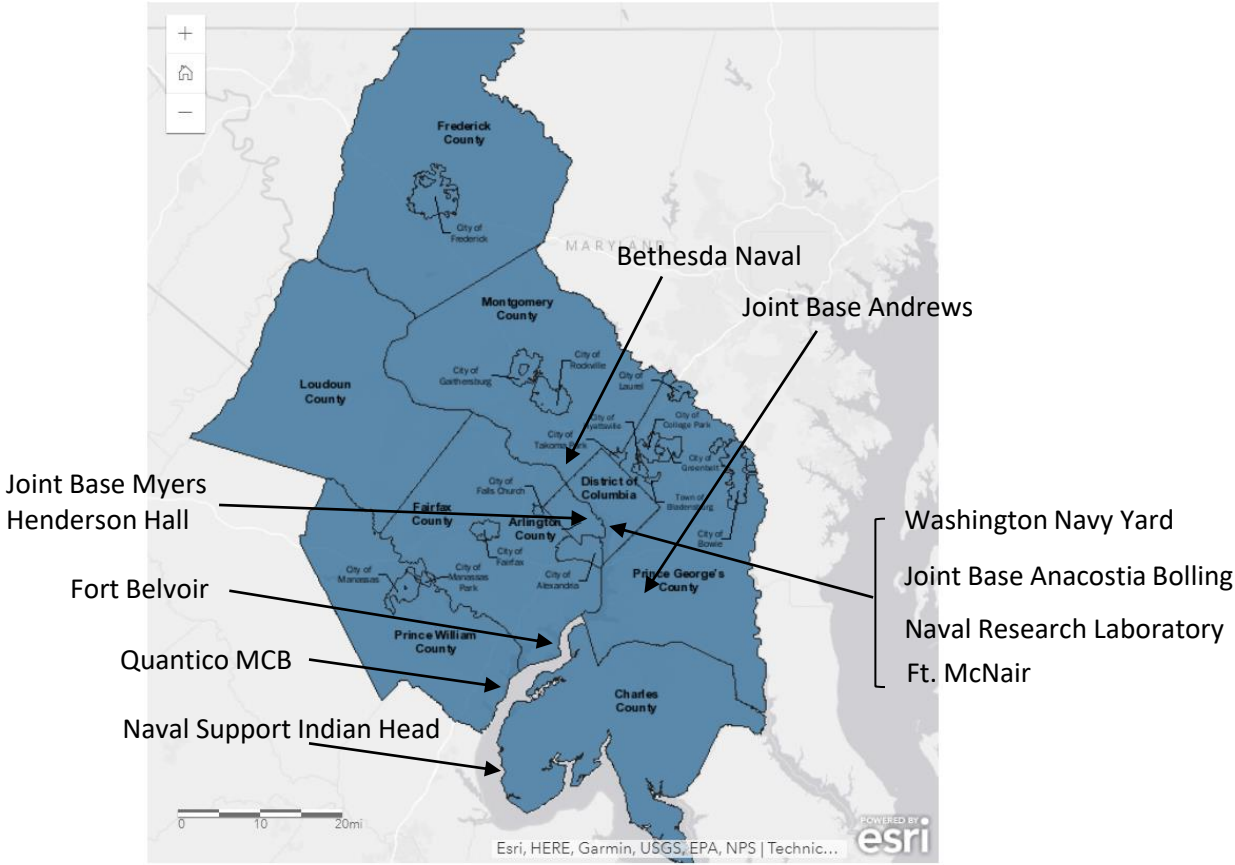 +
−
Frederick
County
City of
Frederick
MARYLAND
Bethesda Naval
Joint Base Andrews
Montgomery
County
City of
Rockville
City of
Gaithersburg
City of
Laurel
Loudoun
County
City of
yattsville
City of
College Park
City of
Takoma Park
City of
Greenbelt
District of
Columbia
City of
Falls Church
Town of
Bladensburg
Joint Base Myers
Henderson Hall
Fairfax
County
Arlington
County
City of
Bowie
City of
Fairfax
Washington Navy Yard
Joint Base Anacostia Bolling
Naval Research Laboratory
Ft. McNair
City of
Manassas
City of
Manassas
Park
City of
Alexandria
Prince George's
County
Fort Belvoir
Prince William
County
Quantico MCB
Charles
County
Naval Support Indian Head
0 10 20mi
Esri, HERE, Garmin, USGS, EPA, NPS | Technic...
POWERED BY
esri